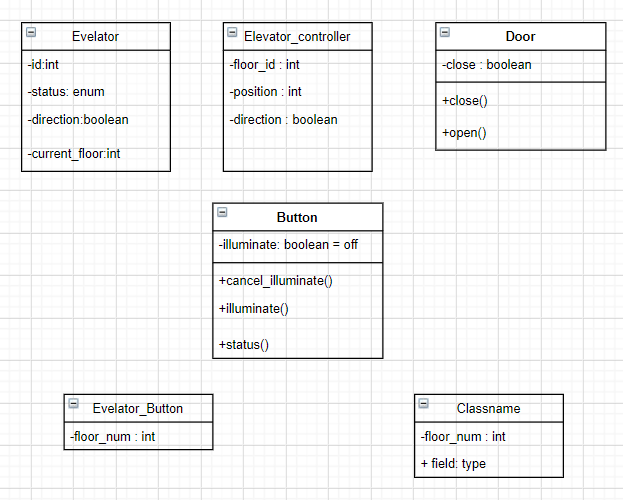 Evelator
-id:int
-status: enum
-direction:boolean
-current_floor:int
Elevator_controller
-floor_id : int
-position : int
-direction : boolean
Door
-close : boolean
+close()
+open()
Button
-illuminate: boolean = off
+cancel_illuminate()
+illuminate()
+status()
Evelator_Button
-floor_num : int
Classname
-floor_num : int
+ field: type